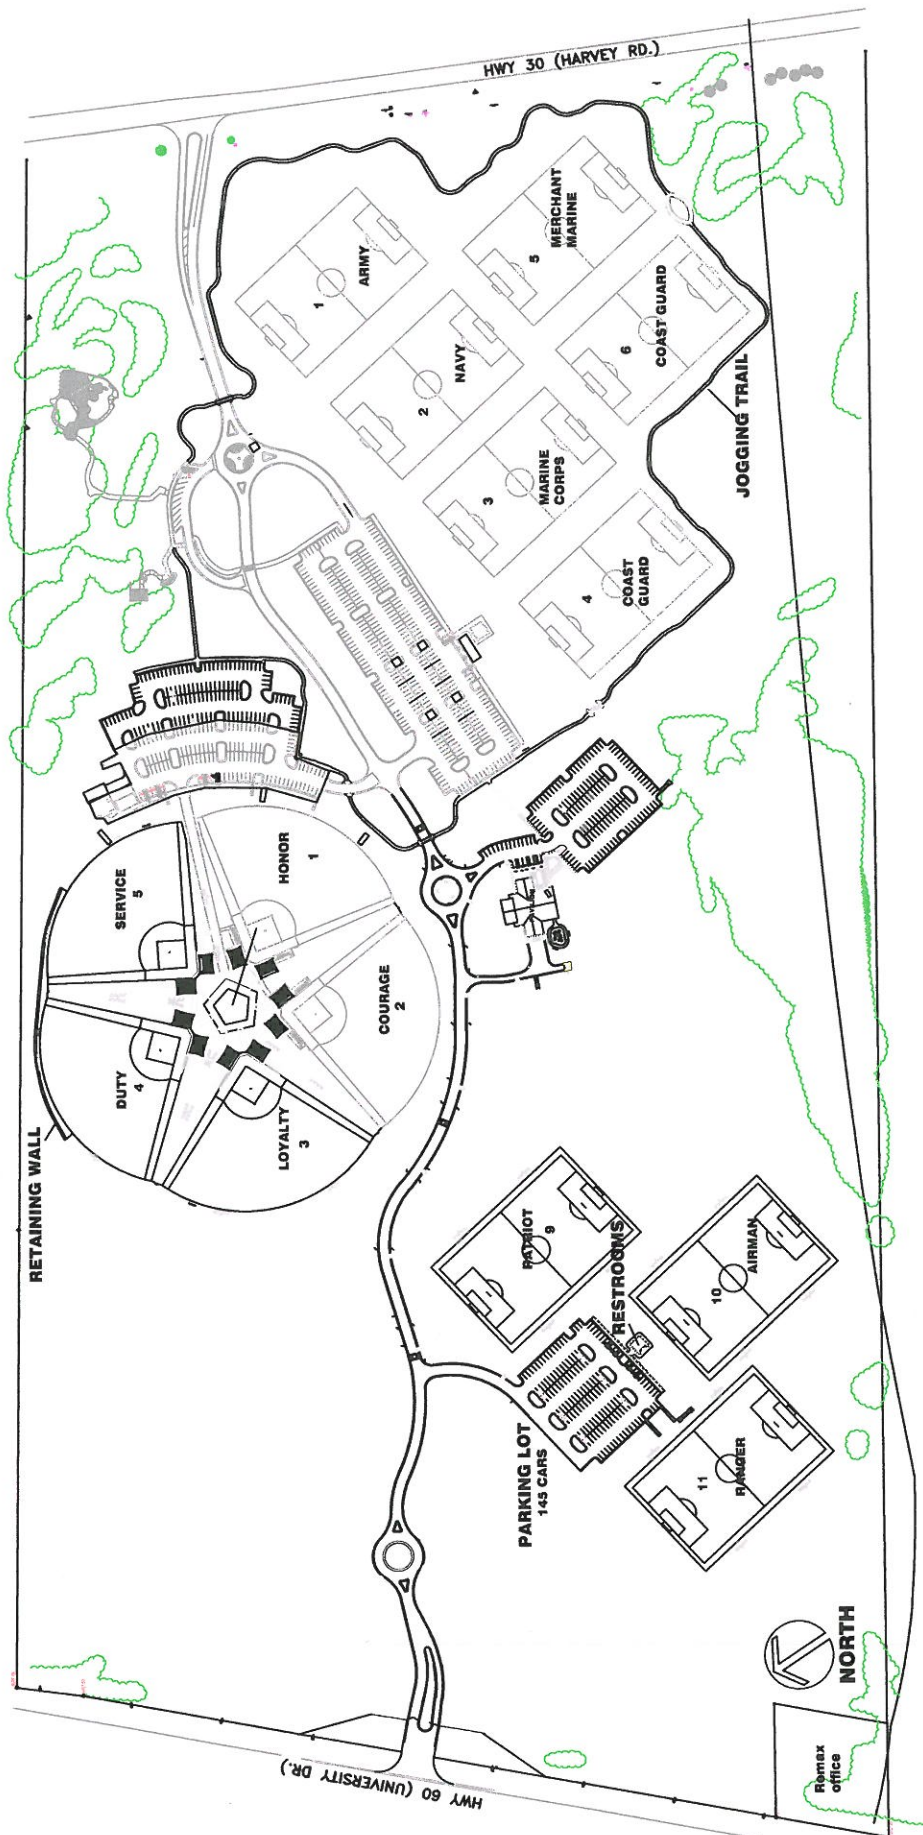 HWY 30 (HARVEY RD.)
1
ARMY
5
MERCHANT
MARINE
2
NAVY
6
COAST GUARD
3
MARINE
CORPS
4
COAST
GUARD
JOGGING TRAIL
SERVICE
5
HONOR
1
COURAGE
2
DUTY
4
LOYALTY
3
RETAINING WALL
PATRIOT
9
RESTROOMS
10
AIRMAN
PARKING LOT
145 CARS
11
RANGER
NORTH
HWY 60 (UNIVERSITY DR.)
Remax
office